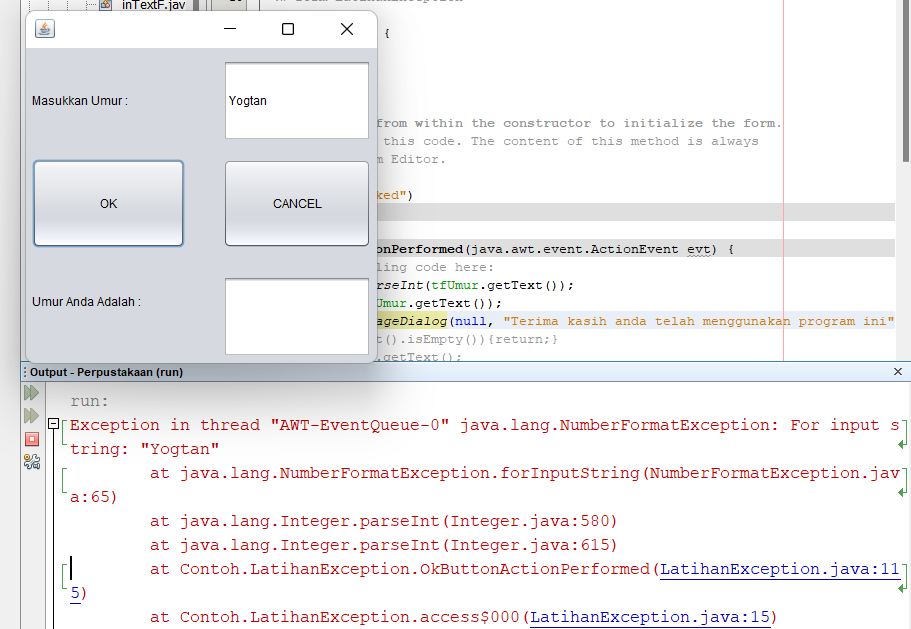 inTextF.jav
{
Masukkan Umur :
Yogtan
from within the constructor to initialize the form.
this code. The content of this method is always
Editor.
OK
CANCEL
ked")
onPerformed(java.awt.event.ActionEvent evt) {
ling code here:
rseInt(tfUmur.getText());
Umur Anda Adalah :
Umur.getText());
ageDialog(null, "Terima kasih anda telah menggunakan program ini"
t().isEmpty()){return;}
.getText();
Output - Perpustakaan (run)
run:
Exception in thread "AWT-EventQueue-0" java.lang.NumberFormatException: For input s
tring: "Yogtan"
at java.lang.NumberFormatException.forInputString(NumberFormatException.jav
a:65)
at java.lang.Integer.parseInt(Integer.java:580)
at java.lang.Integer.parseInt(Integer.java:615)
at Contoh.LatihanException.OkButtonActionPerformed(LatihanException.java:11
5)
at Contoh.LatihanException.access$000(LatihanException.java:15)